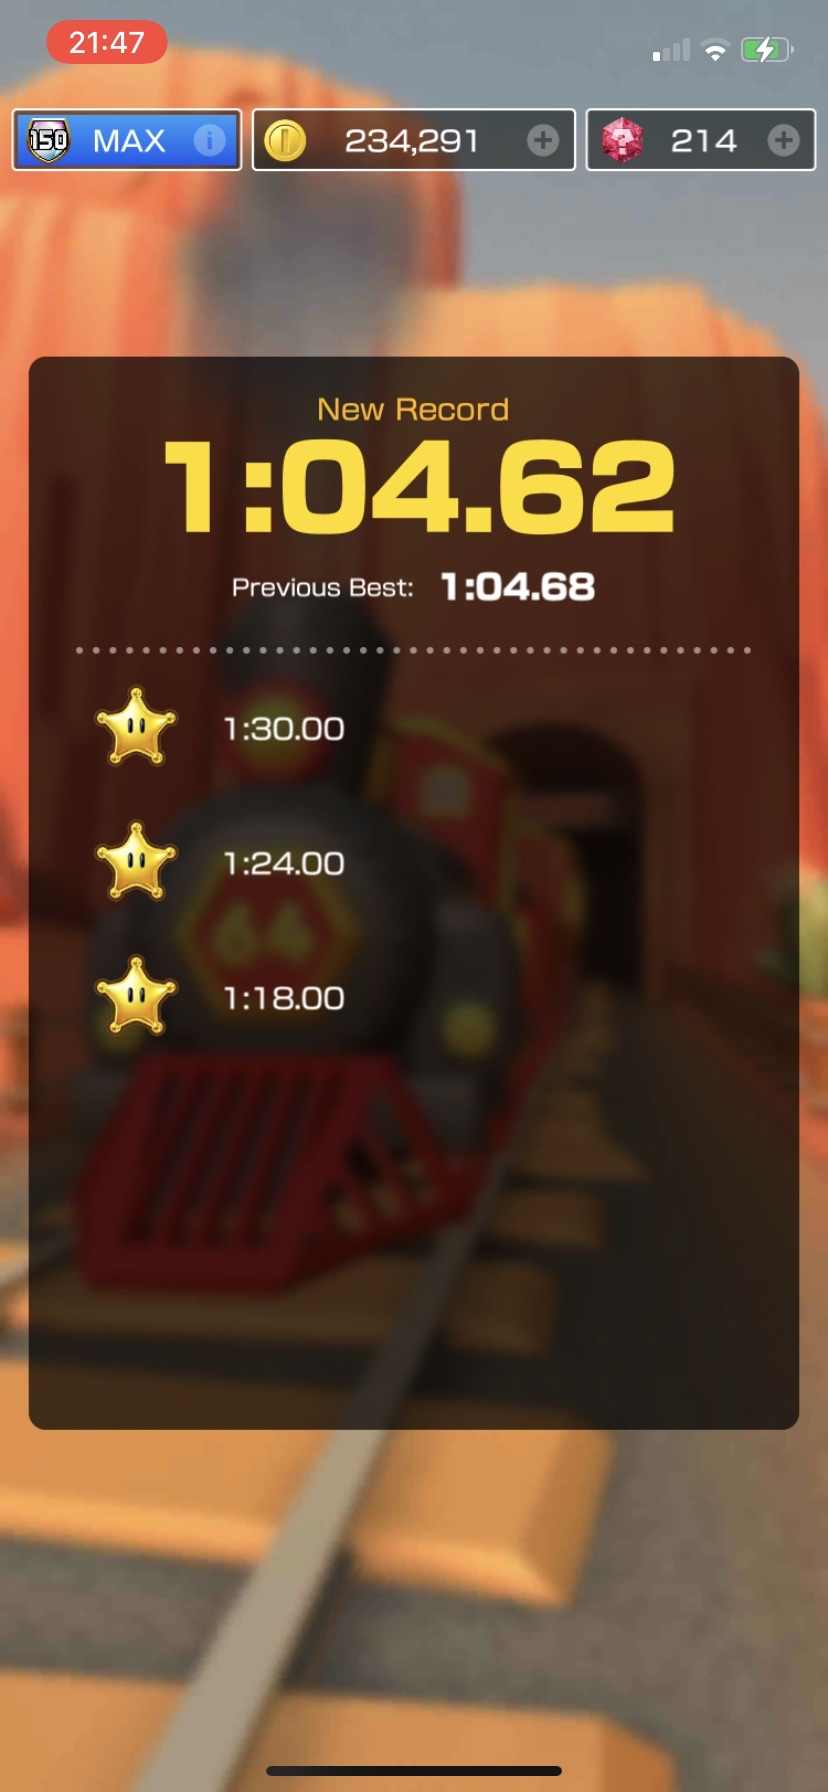 21:47
150 MAX i 234,291 + ? 214 +
New Record
1:04.62
Previous Best: 1:04.68
1:30.00
1:24.00
64
1:18.00